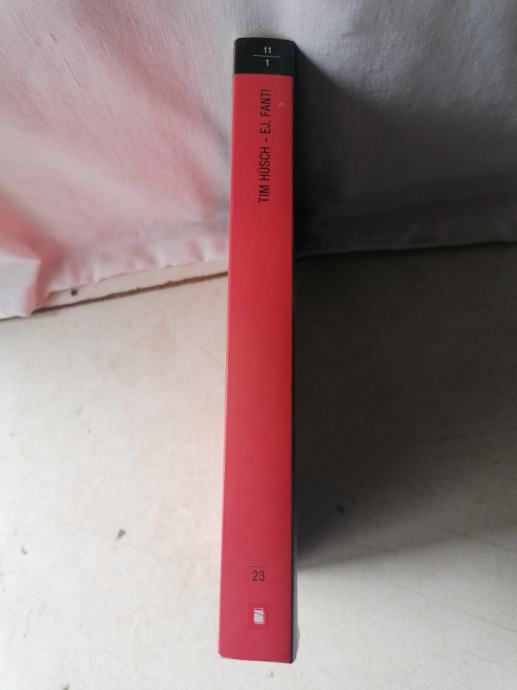 11
1
TIM HÜSCH - EJ, FANT!
23